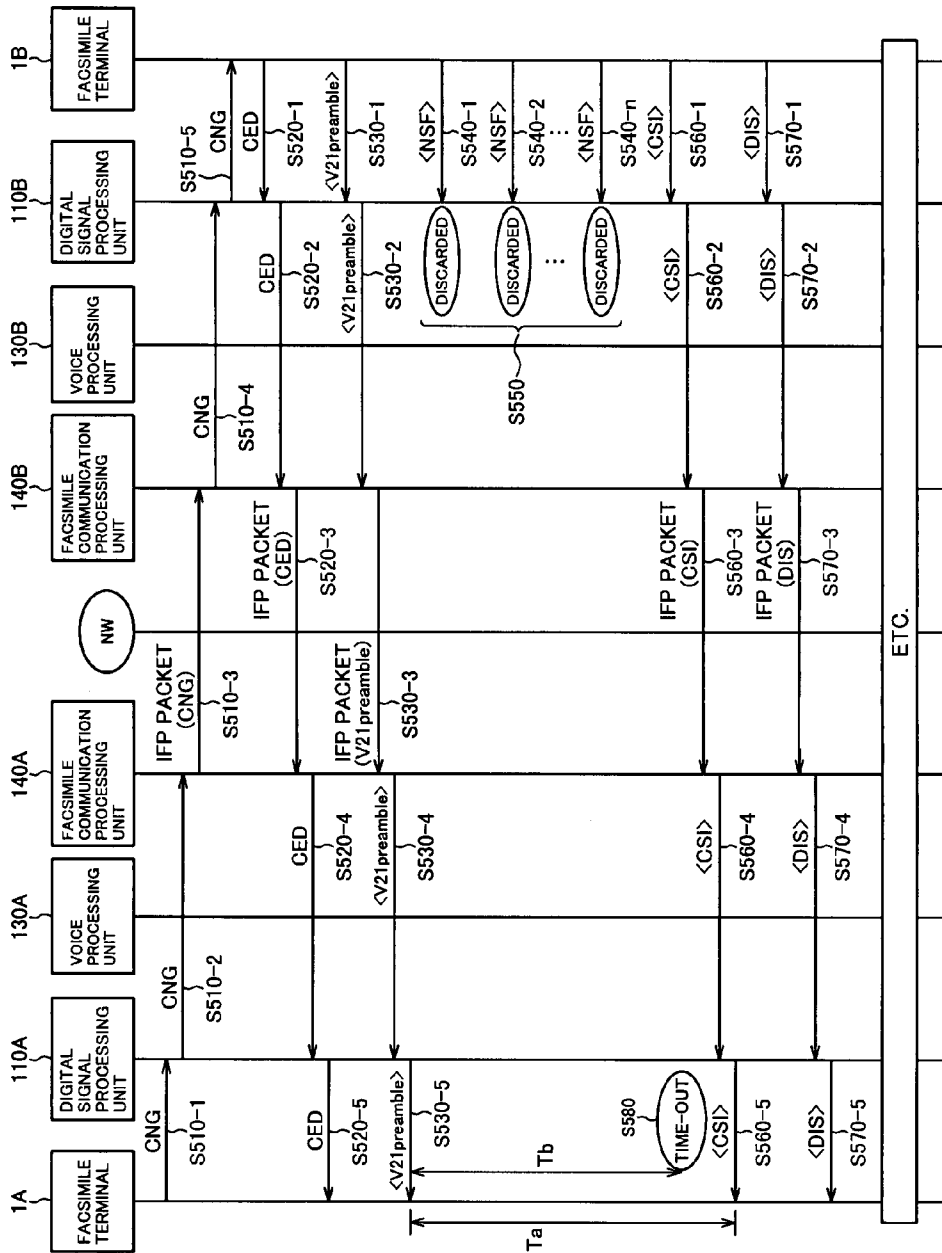 1A
FACSIMILE
TERMINAL
110A
DIGITAL
SIGNAL
PROCESSING
UNIT
130A
VOICE
PROCESSING
UNIT
140A
FACSIMILE
COMMUNICATION
PROCESSING
UNIT
NW
140B
FACSIMILE
COMMUNICATION
PROCESSING
UNIT
130B
VOICE
PROCESSING
UNIT
110B
DIGITAL
SIGNAL
PROCESSING
UNIT
1B
FACSIMILE
TERMINAL
CNG
S510-1
CNG
S510-2
IFP PACKET
(CNG)
S510-3
CNG
S510-4
S510-5
CNG
CED
S520-1
CED
S520-2
IFP PACKET
(CED)
S520-3
CED
S520-4
CED
S520-5
<V21preamble>
S530-1
<V21preamble>
S530-2
IFP PACKET
(V21preamble)
S530-3
<V21preamble>
S530-4
<V21preamble>
S530-5
<NSF>
S540-1
DISCARDED
<NSF>
S540-2
DISCARDED
...
...
<NSF>
S540-n
DISCARDED
S550
Ta
Tb
S580
TIME-OUT
<CSI>
S560-1
<CSI>
S560-2
IFP PACKET
(CSI)
S560-3
<CSI>
S560-4
<CSI>
S560-5
<DIS>
S570-1
<DIS>
S570-2
IFP PACKET
(DIS)
S570-3
<DIS>
S570-4
<DIS>
S570-5
ETC.